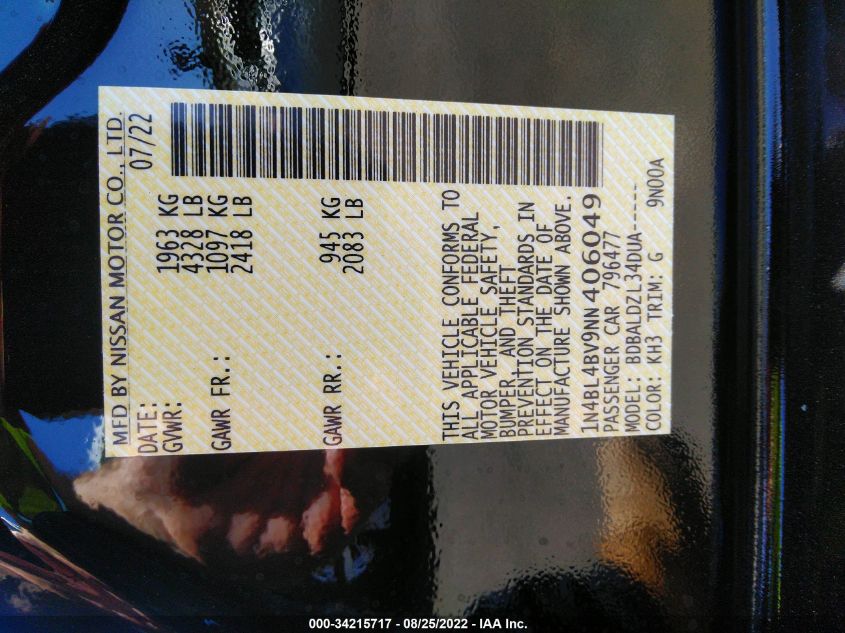 MFD BY NISSAN MOTOR CO., LTD.
DATE: 07/22
GVWR: 1963 KG
4328 LB
GAWR FR.: 1097 KG
2418 LB
GAWR RR.: 945 KG
2083 LB
THIS VEHICLE CONFORMS TO
ALL APPLICABLE FEDERAL
MOTOR VEHICLE SAFETY,
BUMPER, AND THEFT
PREVENTION STANDARDS IN
EFFECT ON THE DATE OF
MANUFACTURE SHOWN ABOVE.
1N4BL4BV9NN406049
PASSENGER CAR 796477
MODEL: BDBALDZL34DUA-----
COLOR: KH3 TRIM: G 9N00A
000-34215717 - 08/25/2022 - IAA Inc.